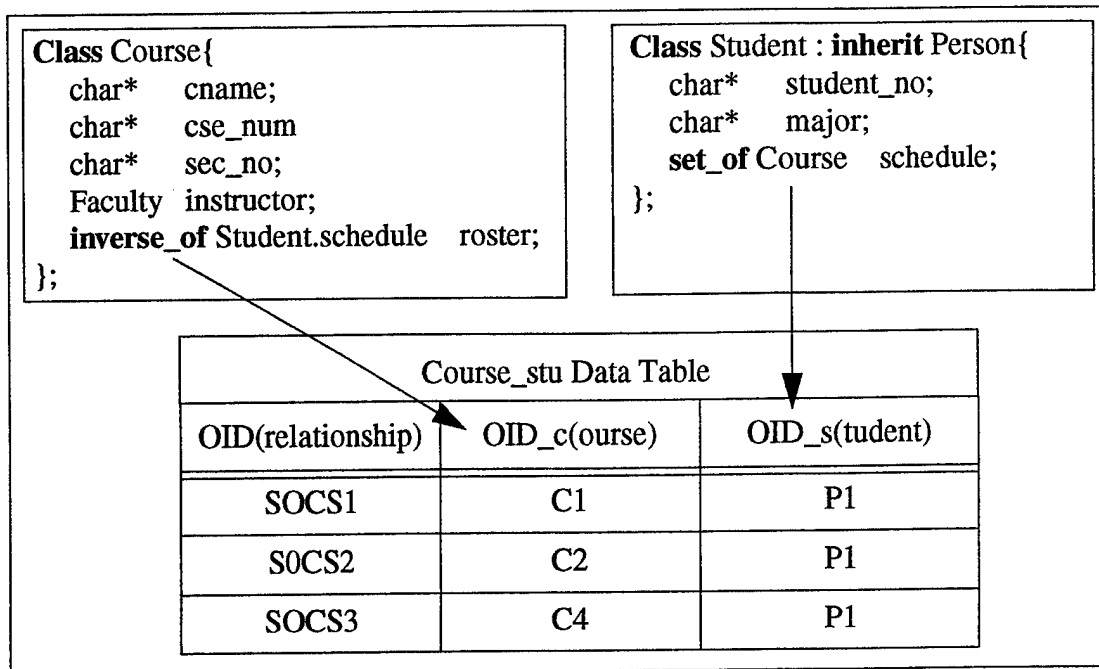 Class Course{
char* cname;
char* cse_num
char* sec_no;
Faculty instructor;
inverse_of Student.schedule roster;
};
Class Student : inherit Person{
char* student_no;
char* major;
set_of Course schedule;
};
Course_stu Data Table
OID(relationship) OID_c(ourse) OID_s(tudent)
SOCS1 C1 P1
S0CS2 C2 P1
SOCS3 C4 P1